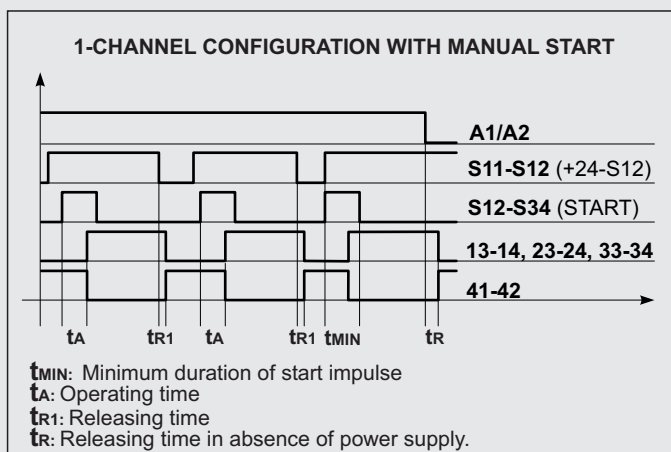 1-CHANNEL CONFIGURATION WITH MANUAL START
A1/A2
S11-S12 (+24-S12)
S12-S34 (START)
13-14, 23-24, 33-34
41-42
tA tR1 tA tR1 tMIN tR
tMIN: Minimum duration of start impulse
tA: Operating time
tR1: Releasing time
tR: Releasing time in absence of power supply.